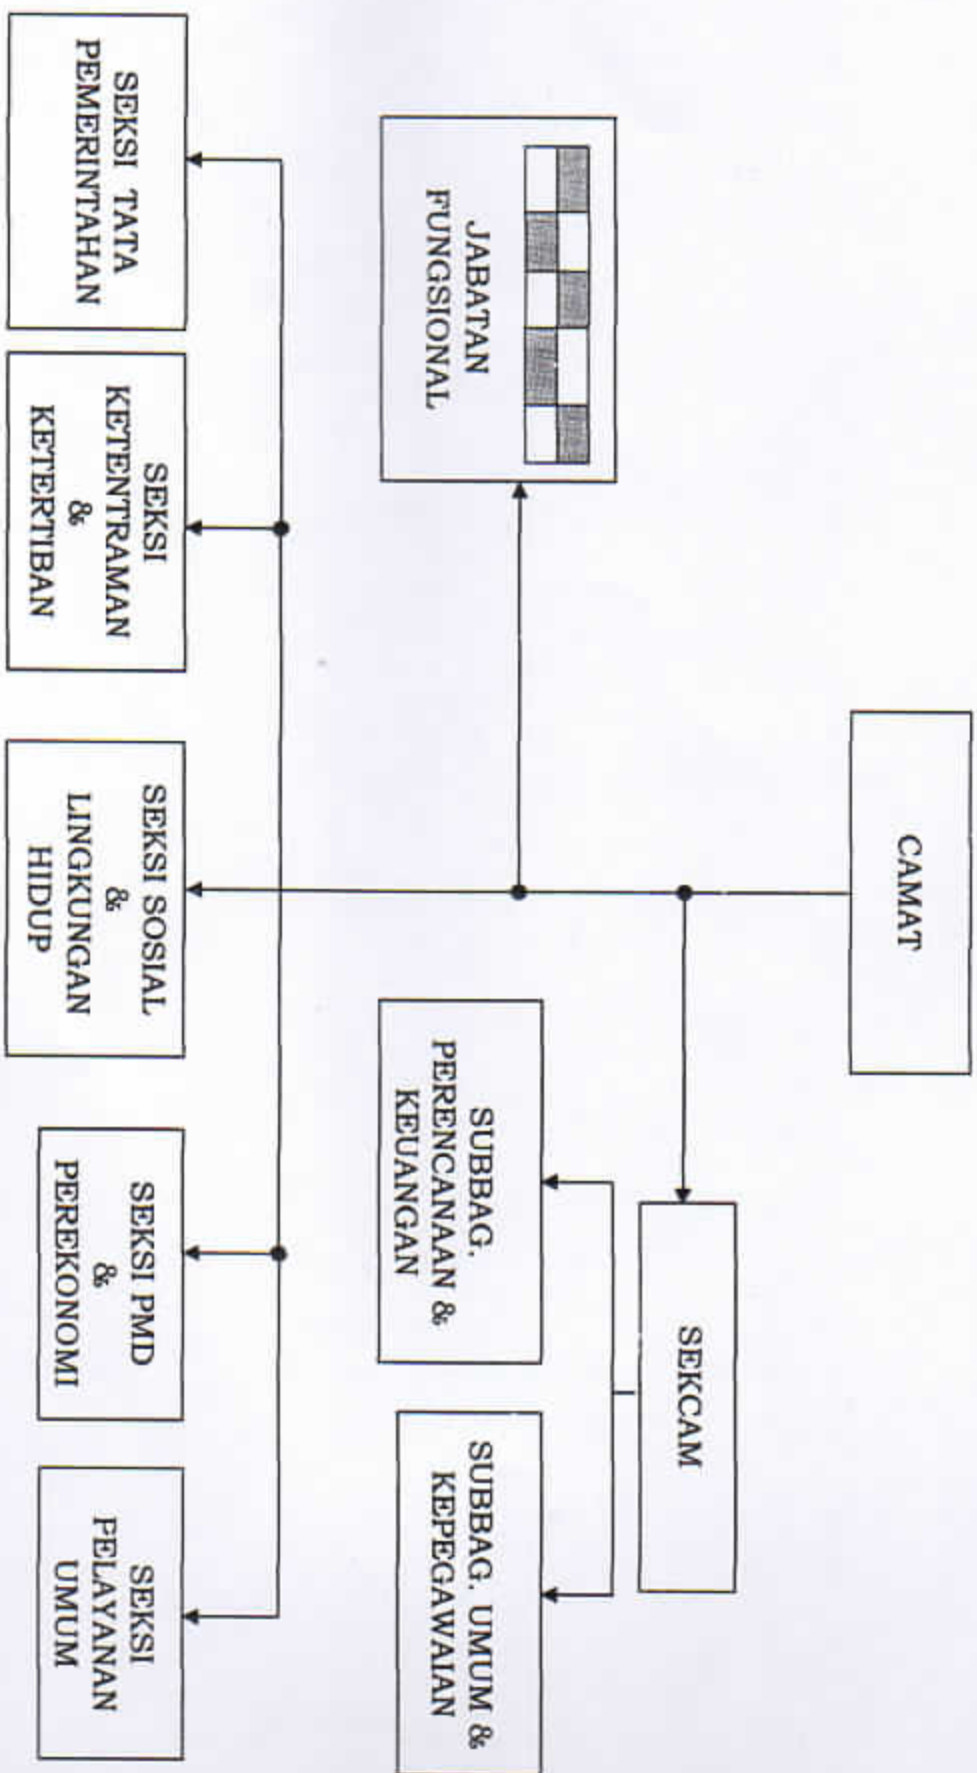 CAMAT
SEKCAM
JABATAN
FUNGSIONAL
SUBBAG.
PERENCANAAN &
KEUANGAN
SUBBAG. UMUM &
KEPEGAWAIAN
SEKSI TATA
PEMERINTAHAN
SEKSI
KETENTRAMAN
&
KETERTIBAN
SEKSI SOSIAL
&
LINGKUNGAN
HIDUP
SEKSI PMD
&
PEREKONOMI
SEKSI
PELAYANAN
UMUM